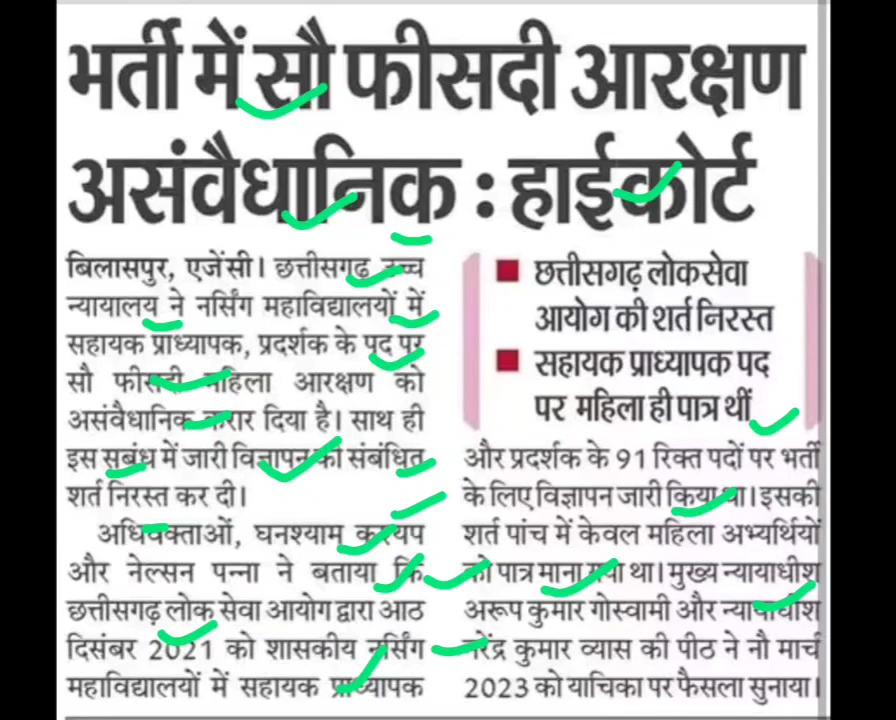 भर्ती में सौ फीसदी आरक्षण
असंवैधानिक : हाईकोर्ट
बिलासपुर, एजेंसी। छत्तीसगढ़ उच्च
न्यायालय ने नर्सिंग महाविद्यालयों में
सहायक प्राध्यापक, प्रदर्शक के पद पर
सौ फीसदी महिला आरक्षण को
असंवैधानिक करार दिया है। साथ ही
इस सबंध में जारी विज्ञापन की संबंधित
शर्त निरस्त कर दी।
अधिवक्ताओं, घनश्याम कश्यप
और नेल्सन पन्ना ने बताया कि
छत्तीसगढ़ लोक सेवा आयोग द्वारा आठ
दिसंबर 2021 को शासकीय नर्सिंग
महाविद्यालयों में सहायक प्राध्यापक
छत्तीसगढ़ लोकसेवा
आयोग की शर्त निरस्त
सहायक प्राध्यापक पद
पर महिला ही पात्र थीं
और प्रदर्शक के 91 रिक्त पदों पर भर्ती
के लिए विज्ञापन जारी किया था। इसकी
शर्त पांच में केवल महिला अभ्यर्थियों
को पात्र माना गया था। मुख्य न्यायाधीश
अरूप कुमार गोस्वामी और न्यायाधीश
नरेंद्र कुमार व्यास की पीठ ने नौ मार्च
2023 को याचिका पर फैसला सुनाया।